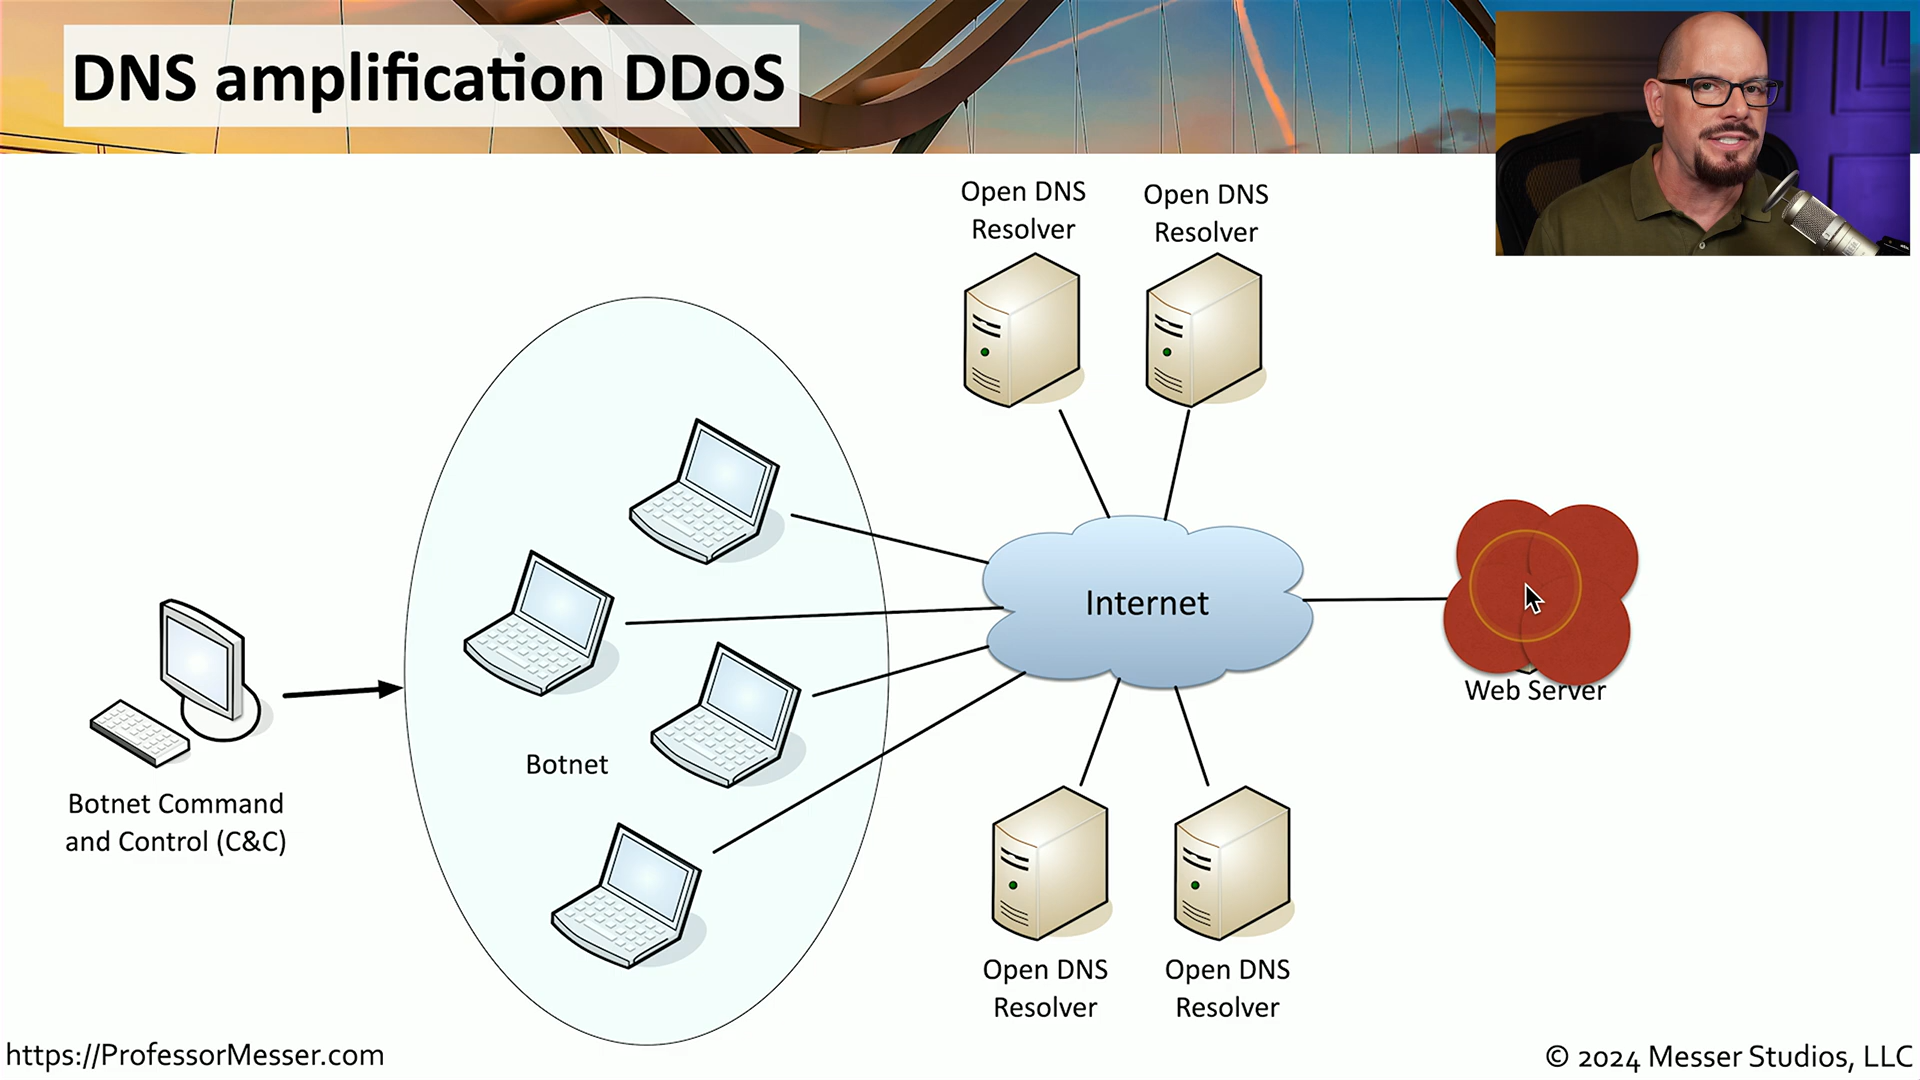 DNS amplification DDoS
Open DNS
Resolver
Open DNS
Resolver
Internet
Web Server
Botnet
Botnet Command
and Control (C&C)
Open DNS
Resolver
Open DNS
Resolver
https://ProfessorMesser.com
© 2024 Messer Studios, LLC